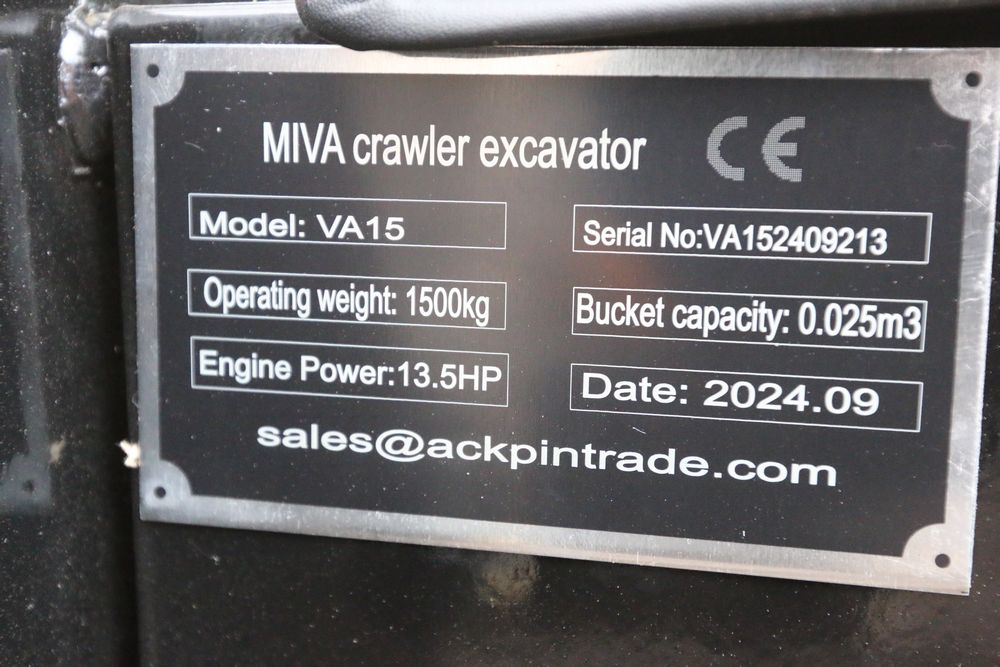 MIVA crawler excavator CE
Model: VA15
Serial No:VA152409213
Operating weight: 1500kg
Bucket capacity: 0.025m3
Engine Power:13.5HP
Date: 2024.09
sales@ackpintrade.com